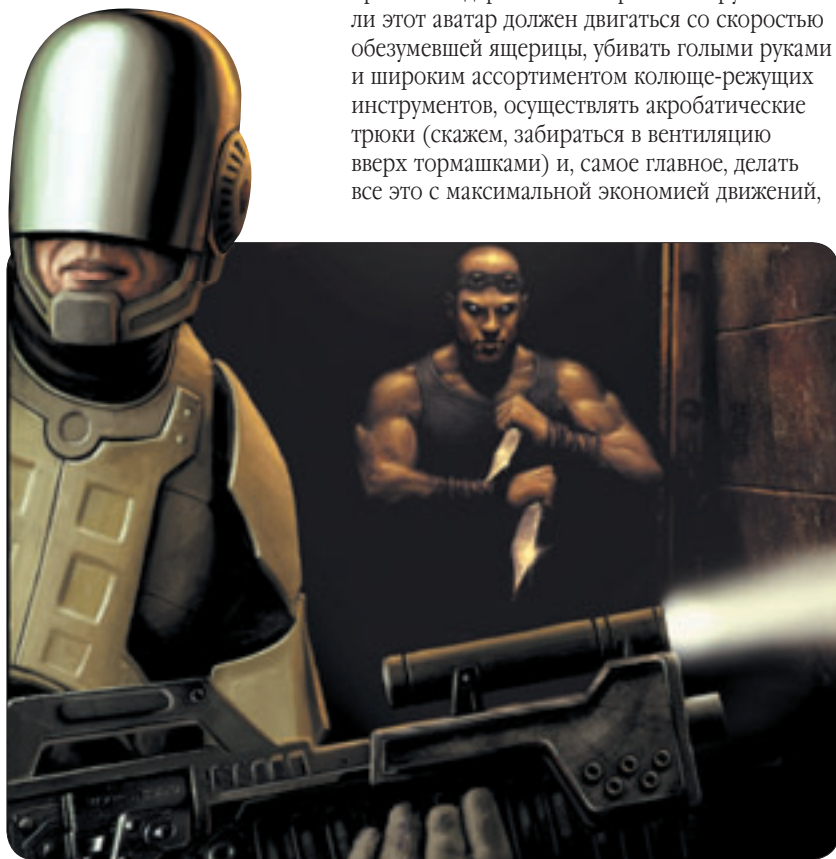 ли этот аватар должен двигаться со скоростью
обезумевшей ящерицы, убивать голыми руками
и широким ассортиментом колюще-режущих
инструментов, осуществлять акробатические
трюки (скажем, забираться в вентиляцию
вверх тормашками) и, самое главное, делать
все это с максимальной экономией движений,